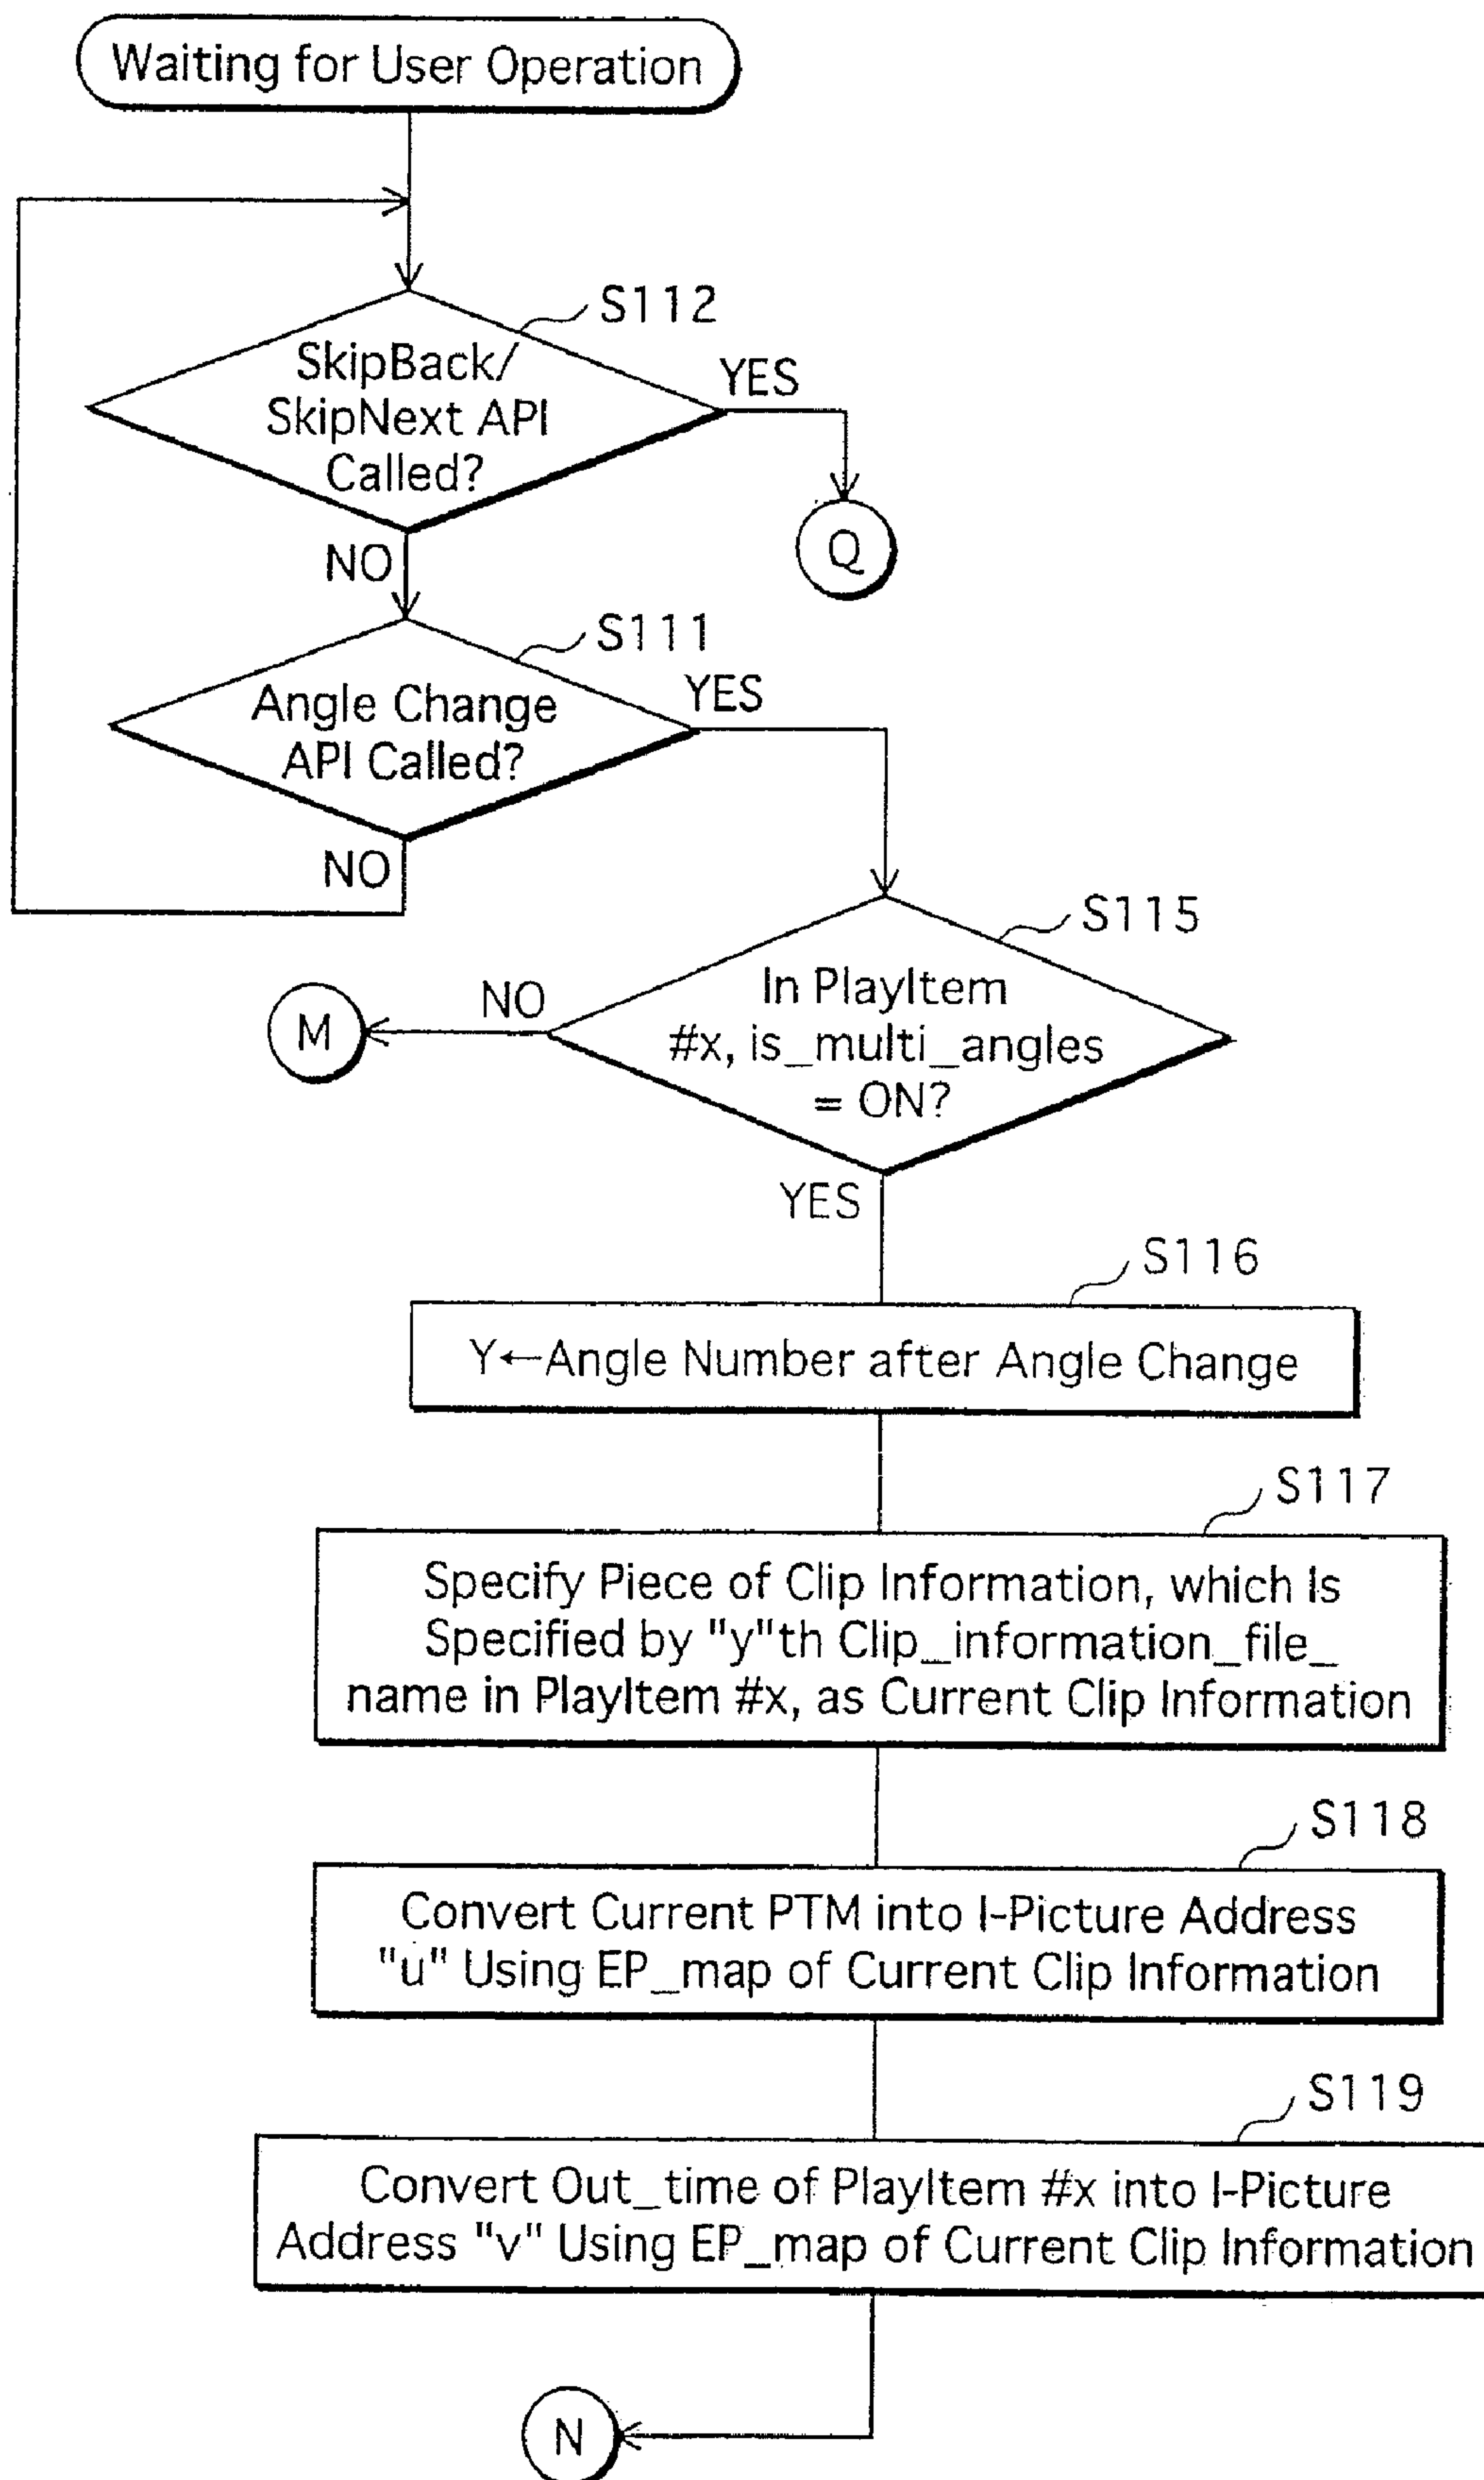 Waiting for User Operation
S112
SkipBack/
SkipNext API
Called?
YES
Q
NO
S111
Angle Change
API Called?
YES
NO
S115
In PlayItem
#x, is_multi_angles
= ON?
NO
M
YES
S116
Y←Angle Number after Angle Change
S117
Specify Piece of Clip Information, which Is
Specified by "y"th Clip_information_file_
name in PlayItem #x, as Current Clip Information
S118
Convert Current PTM into I-Picture Address
"u" Using EP_map of Current Clip Information
S119
Convert Out_time of PlayItem #x into I-Picture
Address "v" Using EP_map of Current Clip Information
N